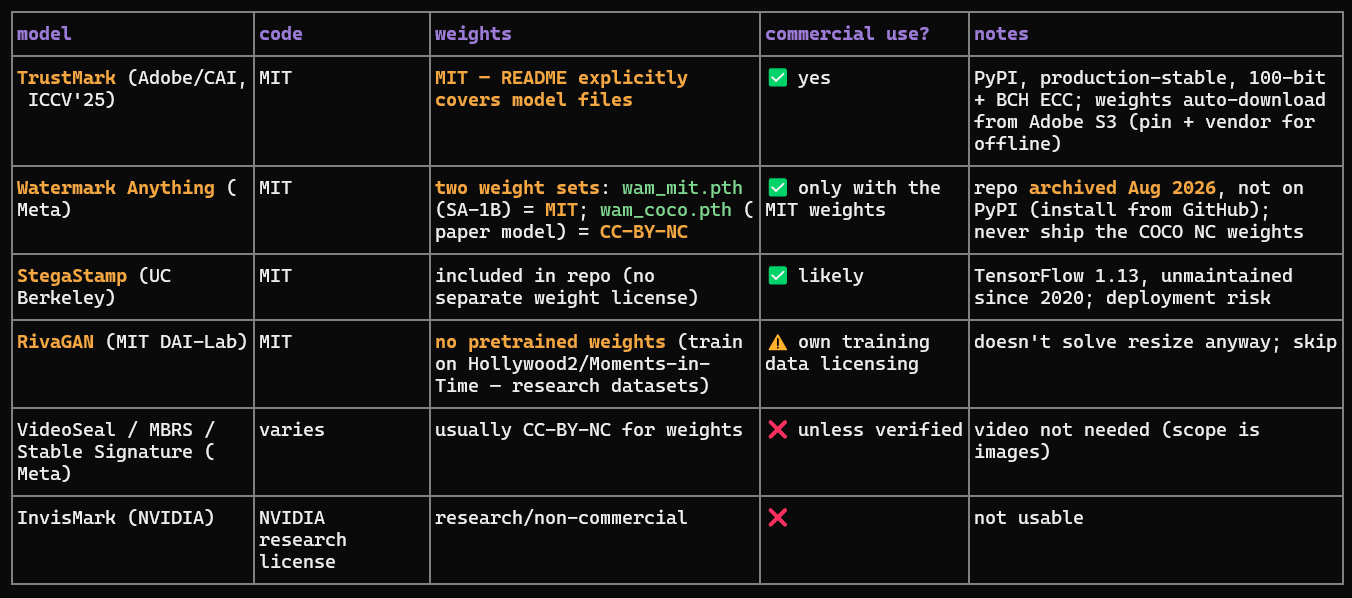 model code weights commercial use? notes
TrustMark (Adobe/CAI, MIT MIT – README explicitly ✅ yes PyPI, production-stable, 100-bit
ICCV'25) covers model files + BCH ECC; weights auto-download
from Adobe S3 (pin + vendor for
offline)
Watermark Anything ( MIT two weight sets: wam_mit.pth ✅ only with the repo archived Aug 2026, not on
Meta) (SA-1B) = MIT; wam_coco.pth ( MIT weights PyPI (install from GitHub);
paper model) = CC-BY-NC never ship the COCO NC weights
StegaStamp (UC MIT included in repo (no ✅ likely TensorFlow 1.13, unmaintained
Berkeley) separate weight license) since 2020; deployment risk
RivaGAN (MIT DAI-Lab) MIT no pretrained weights (train ⚠️ own training doesn't solve resize anyway; skip
on Hollywood2/Moments-in- data licensing
Time – research datasets)
VideoSeal / MBRS / varies usually CC-BY-NC for weights ❌ unless verified video not needed (scope is
Stable Signature ( images)
Meta)
InvisMark (NVIDIA) NVIDIA research/non-commercial ❌ not usable
research
license